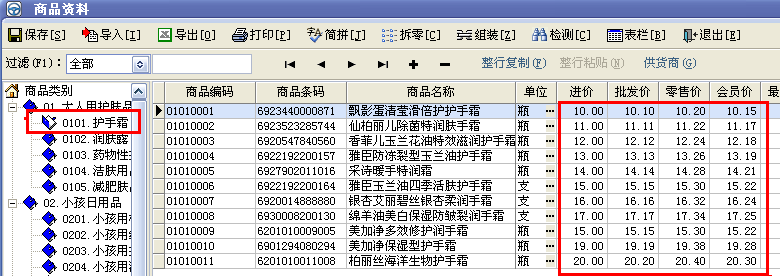 商品资料
保存[S] 导入[I] 导出[O] 打印[P] 简拼[J] 拆零[C] 组装[Z] 检测[C] 表栏[B] 退出[E]
过滤(F1): 全部 整行复制(F) 整行粘贴(N) 供货商(G)
商品类别
01.大人用护肤品
0101.护手霜
0102.润肤露
0103.药物性
0104.洁肤用
0105.减肥肤
02.小孩日用品
0201.小孩用
0202.小孩用
0203.小孩用
0204.小孩用
商品编码 商品条码 商品名称 单位 进价 批发价 零售价 会员价 最
01010001 6923440000871 飘影蛋清莹滑倍护护手霜 瓶 ... 10.00 10.10 10.20 10.15
01010002 6923523285744 仙柏丽儿除菌特润肤手霜 瓶 ... 11.00 11.11 11.22 11.17
01010003 6920547840560 香菲儿玉兰花油特效滋润护手霜 瓶 ... 12.00 12.12 12.24 12.18
01010004 6922192200157 雅臣防冻裂型玉兰油护手霜 瓶 ... 13.00 13.13 13.26 13.19
01010005 6927902011016 采诗暖手特润霜 瓶 ... 14.00 14.14 14.28 14.21
01010006 6922192200164 雅臣玉兰油四季活肤护手霜 支 ... 15.00 15.15 15.30 15.22
01010007 6920014888880 银杏艾丽碧丝银杏柔润手霜 支 ... 16.00 16.16 16.32 16.24
01010008 6930008200130 绵羊油美白保湿防皱裂润手霜 支 ... 17.00 17.17 17.34 17.25
01010009 6201010009005 美加净多效修护润手霜 瓶 ... 15.00 15.15 15.30 15.22
01010010 6901294080294 美加净保湿型护手霜 瓶 ... 19.00 19.19 19.38 19.28
01010011 6201010011008 柏丽丝海洋生物护手霜 瓶 ... 20.00 20.20 20.40 20.30